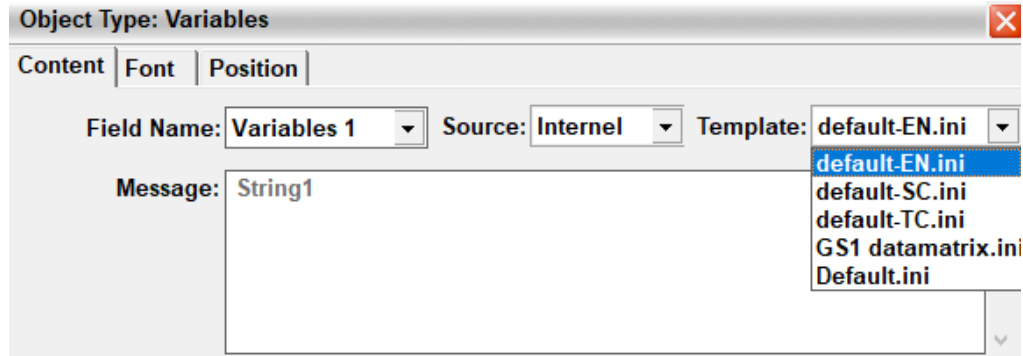 Object Type: Variables
Content Font Position
Field Name: Variables 1 Source: Internel Template: default-EN.ini
default-EN.ini
Message: String1
default-SC.ini
default-TC.ini
GS1 datamatrix.ini
Default.ini